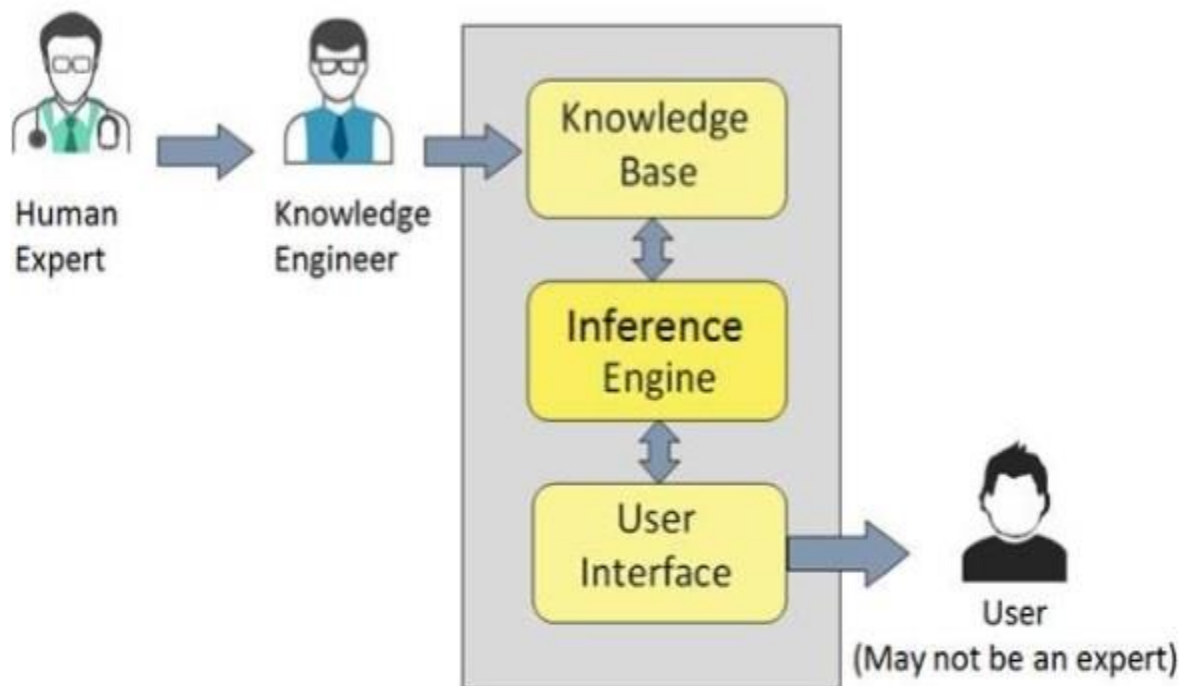 Human
Expert
Knowledge
Engineer
Knowledge
Base
Inference
Engine
User
Interface
User
(May not be an expert)